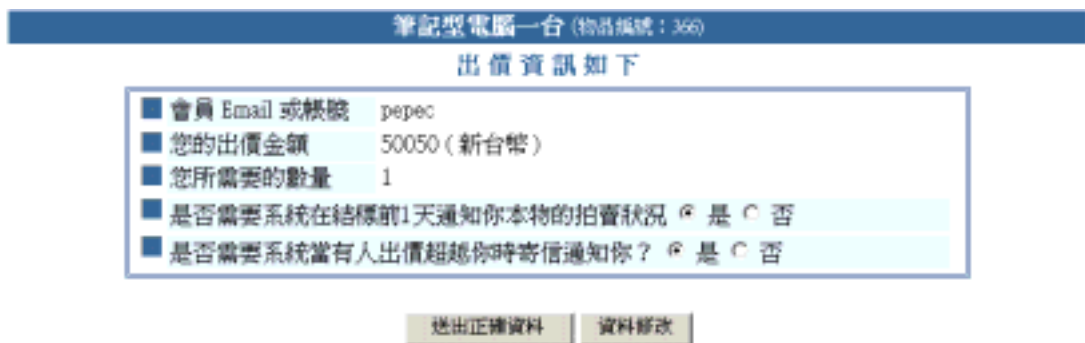 筆記型電腦一台 (物品編號：366)
出價資訊如下
會員 Email 或帳號 pepec
您的出價金額 50050 ( 新台幣 )
您所需要的數量 1
是否需要系統在結標前1天通知你本物的拍賣狀況 是 否
是否需要系統當有人出價超越你時寄信通知你？ 是 否
送出正確資料 資料修改